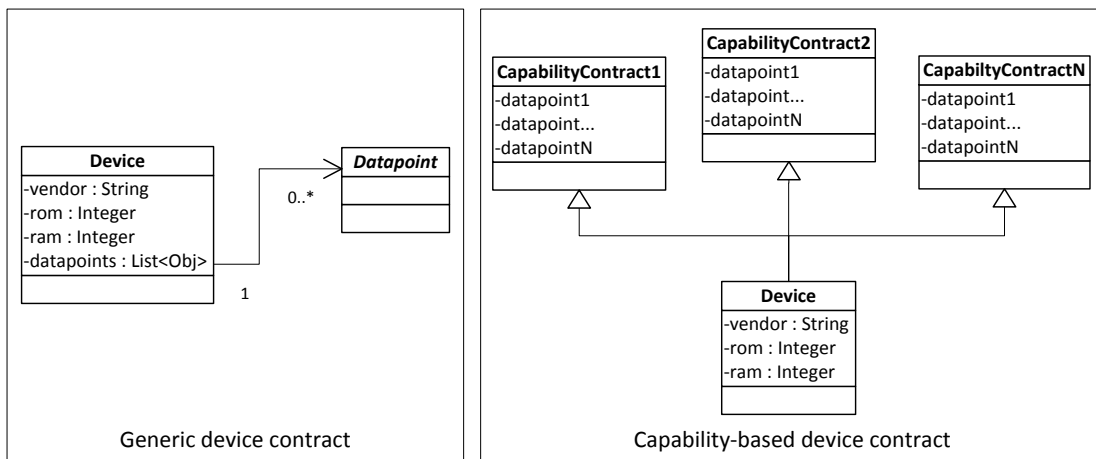 Device
-vendor : String
-rom : Integer
-ram : Integer
-datapoints : List<Obj>
1
0..*
Datapoint
Generic device contract
CapabilityContract1
-datapoint1
-datapoint...
-datapointN
CapabilityContract2
-datapoint1
-datapoint...
-datapointN
CapabiltyContractN
-datapoint1
-datapoint...
-datapointN
Device
-vendor : String
-rom : Integer
-ram : Integer
Capability-based device contract